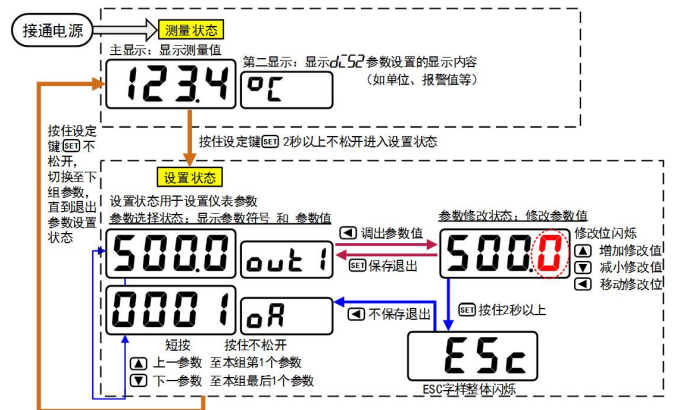 接通电源
测量状态
主显示：显示测量值
第二显示：显示dis2参数设置的显示内容
（如单位、报警值等）
123.4
°C
按住设定键SET 2秒以上不松开进入设置状态
按住设定
键SET不
松开，
切换至下
组参数，
直到退出
参数设置
状态
设置状态
设置状态用于设置仪表参数
参数选择状态：显示参数符号 和 参数值
参数修改状态：修改参数值
500.0
out1
调出参数值
SET保存退出
500.0
修改位闪烁
增加修改值
减小修改值
移动修改位
0001
oA
不保存退出
SET按住2秒以上
短按 按住不松开
上一参数 至本组第1个参数
下一参数 至本组最后1个参数
ESc
ESC字样整体闪烁